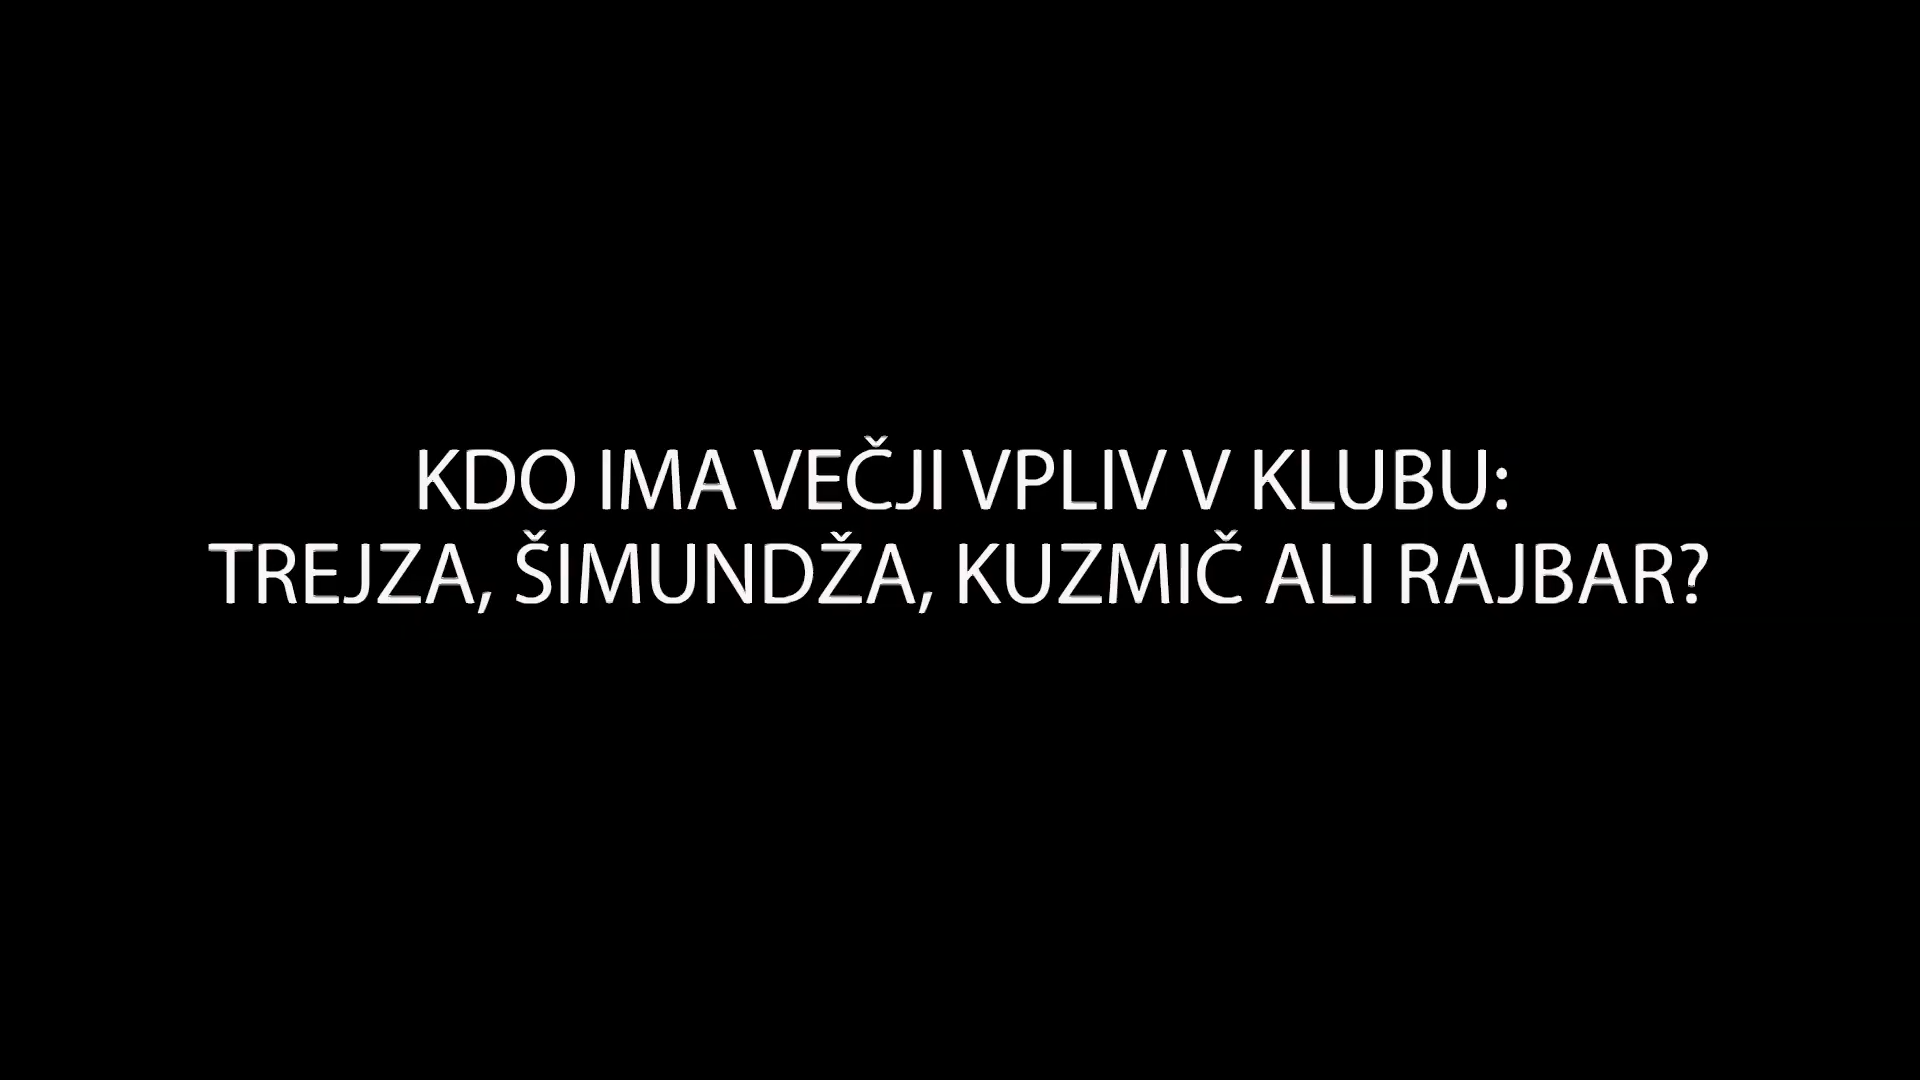 KDO IMA VEČJI VPLIV V KLUBU:
TREJZA, ŠIMUNDŽA, KUZMIČ ALI RAJBAR?